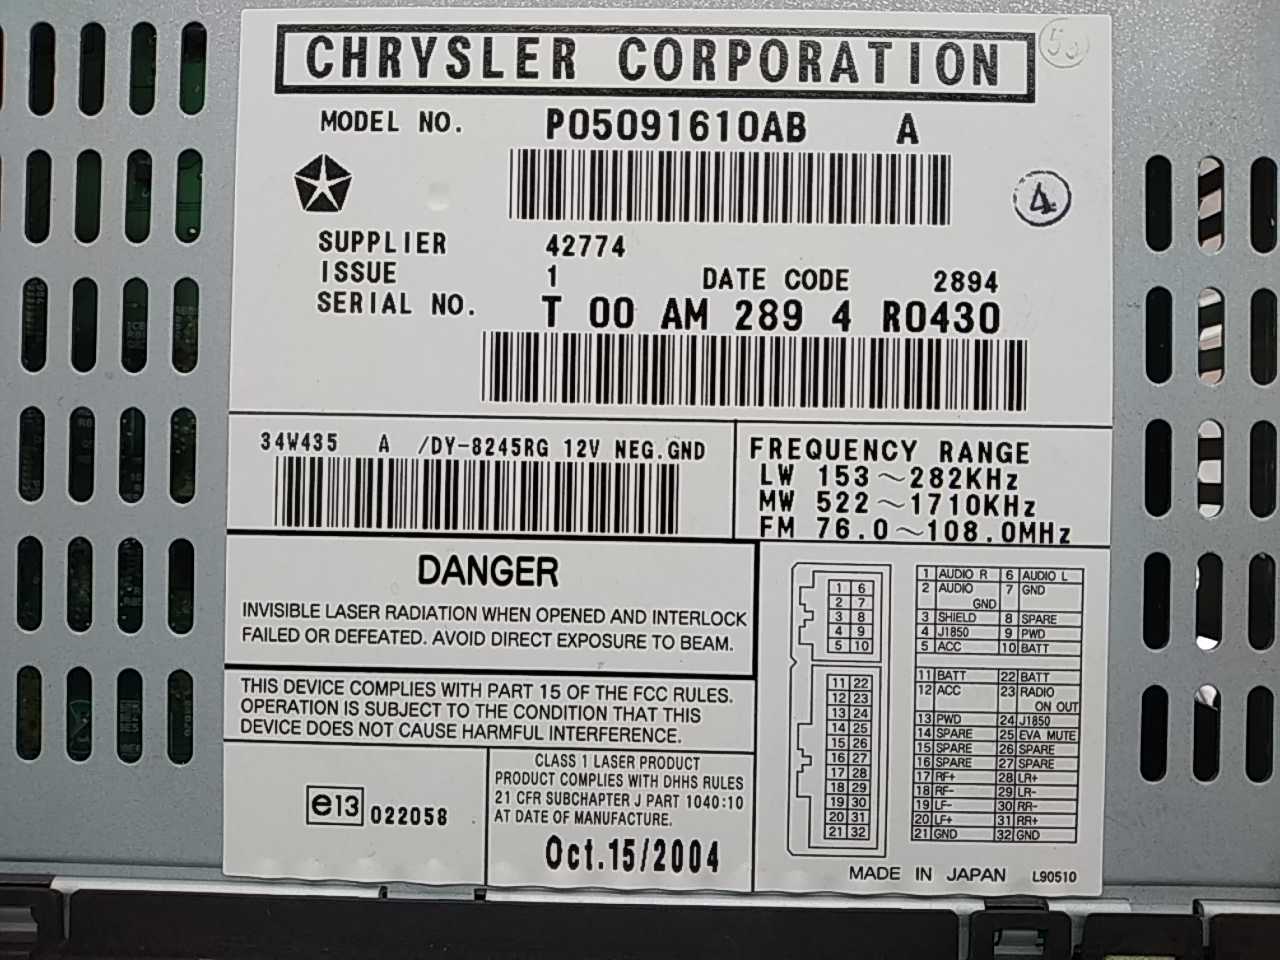 CHRYSLER CORPORATION
MODEL NO. P05091610AB A
4
SUPPLIER 42774
ISSUE 1 DATE CODE 2894
SERIAL NO. T 00 AM 289 4 R0430
34W435 A /DY-8245RG 12V NEG.GND
FREQUENCY RANGE
LW 153~282KHz
MW 522~1710KHz
FM 76.0~108.0MHz
DANGER
INVISIBLE LASER RADIATION WHEN OPENED AND INTERLOCK
FAILED OR DEFEATED. AVOID DIRECT EXPOSURE TO BEAM.
THIS DEVICE COMPLIES WITH PART 15 OF THE FCC RULES.
OPERATION IS SUBJECT TO THE CONDITION THAT THIS
DEVICE DOES NOT CAUSE HARMFUL INTERFERENCE.
e13 022058
CLASS 1 LASER PRODUCT
PRODUCT COMPLIES WITH DHHS RULES
21 CFR SUBCHAPTER J PART 1040:10
AT DATE OF MANUFACTURE.
Oct.15/2004
1 6
2 7
3 8
4 9
5 10
11 22
12 23
13 24
14 25
15 26
16 27
17 28
18 29
19 30
20 31
21 32
1 AUDIO R 6 AUDIO L
2 AUDIO 7 GND
GND
3 SHIELD 8 SPARE
4 J1850 9 PWD
5 ACC 10 BATT
11 BATT 22 BATT
12 ACC 23 RADIO
ON OUT
13 PWD 24 J1850
14 SPARE 25 EVA MUTE
15 SPARE 26 SPARE
16 SPARE 27 SPARE
17 RF+ 28 LR+
18 RF- 29 LR-
19 LF- 30 RR-
20 LF+ 31 RR+
21 GND 32 GND
MADE IN JAPAN L90510